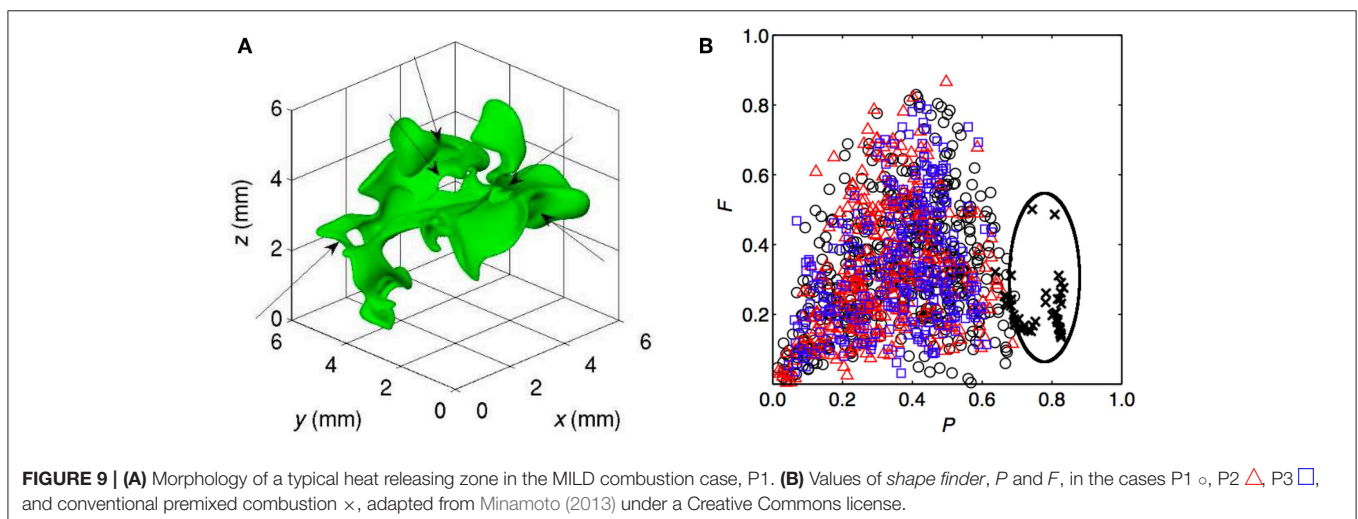 A
B
6
4
2
0
z (mm)
6
4
2
0
y (mm)
0
2
4
6
x (mm)
1.0
0.8
0.6
0.4
0.2
F
0.0
0.2
0.4
0.6
0.8
1.0
P
FIGURE 9 | (A) Morphology of a typical heat releasing zone in the MILD combustion case, P1. (B) Values of shape finder, P and F, in the cases P1 ○, P2 △, P3 □,
and conventional premixed combustion ×, adapted from Minamoto (2013) under a Creative Commons license.